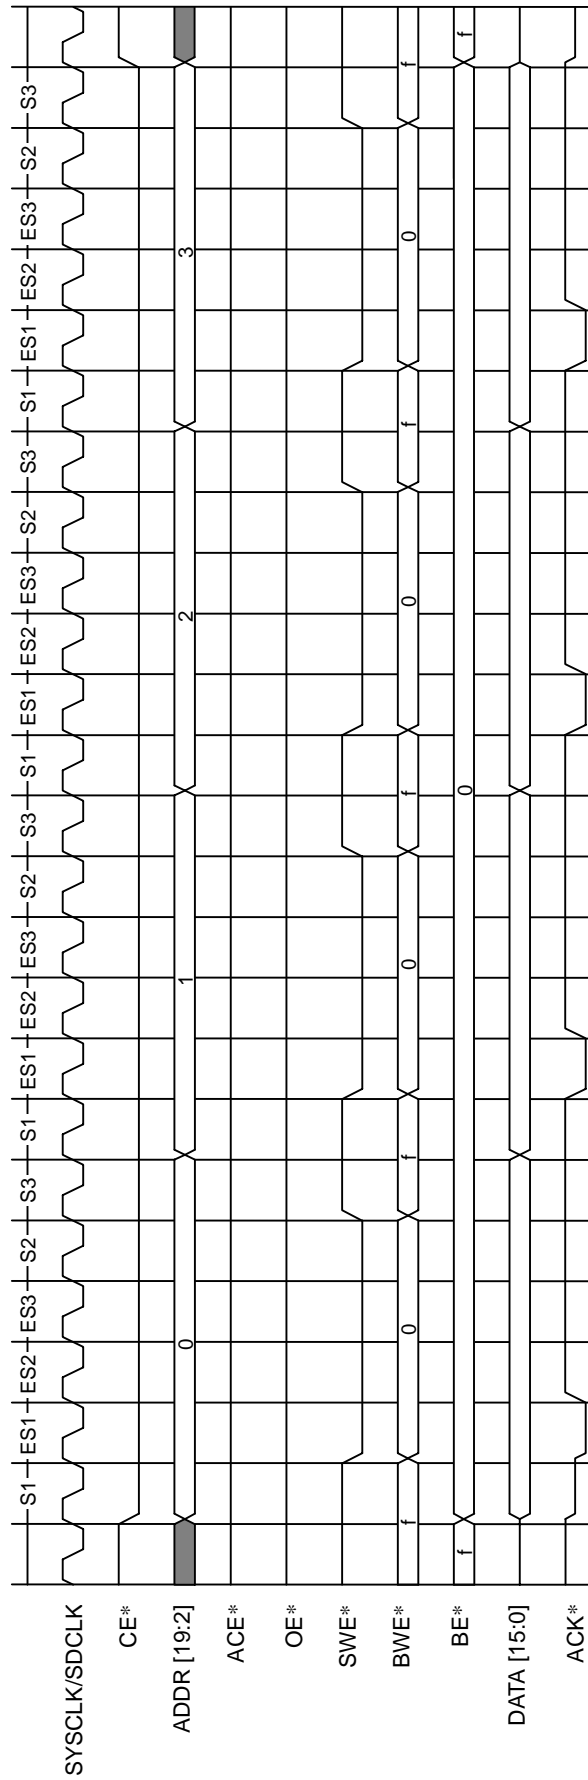 S1 ES1 ES2 ES3 S2 S3 S1 ES1 ES2 ES3 S2 S3 S1 ES1 ES2 ES3 S2 S3 S1 ES1 ES2 ES3 S2 S3
SYSCLK/SDCLK
CE*
ADDR [19:2] 0 1 2 3
ACE*
OE*
SWE*
BWE* f 0 f 0 f 0 f 0 f
BE* f 0 f
DATA [15:0]
ACK*